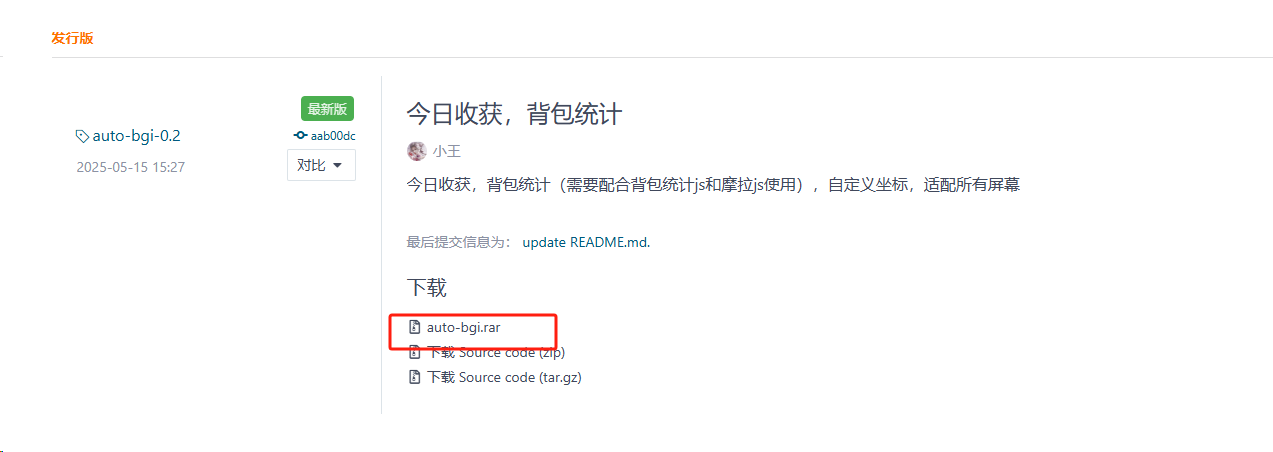 发行版
最新版
auto-bgi-0.2
aab00dc
2025-05-15 15:27
对比
今日收获，背包统计
小王
今日收获，背包统计（需要配合背包统计js和摩拉js使用），自定义坐标，适配所有屏幕
最后提交信息为： update README.md.
下载
auto-bgi.rar
下载 Source code (zip)
下载 Source code (tar.gz)